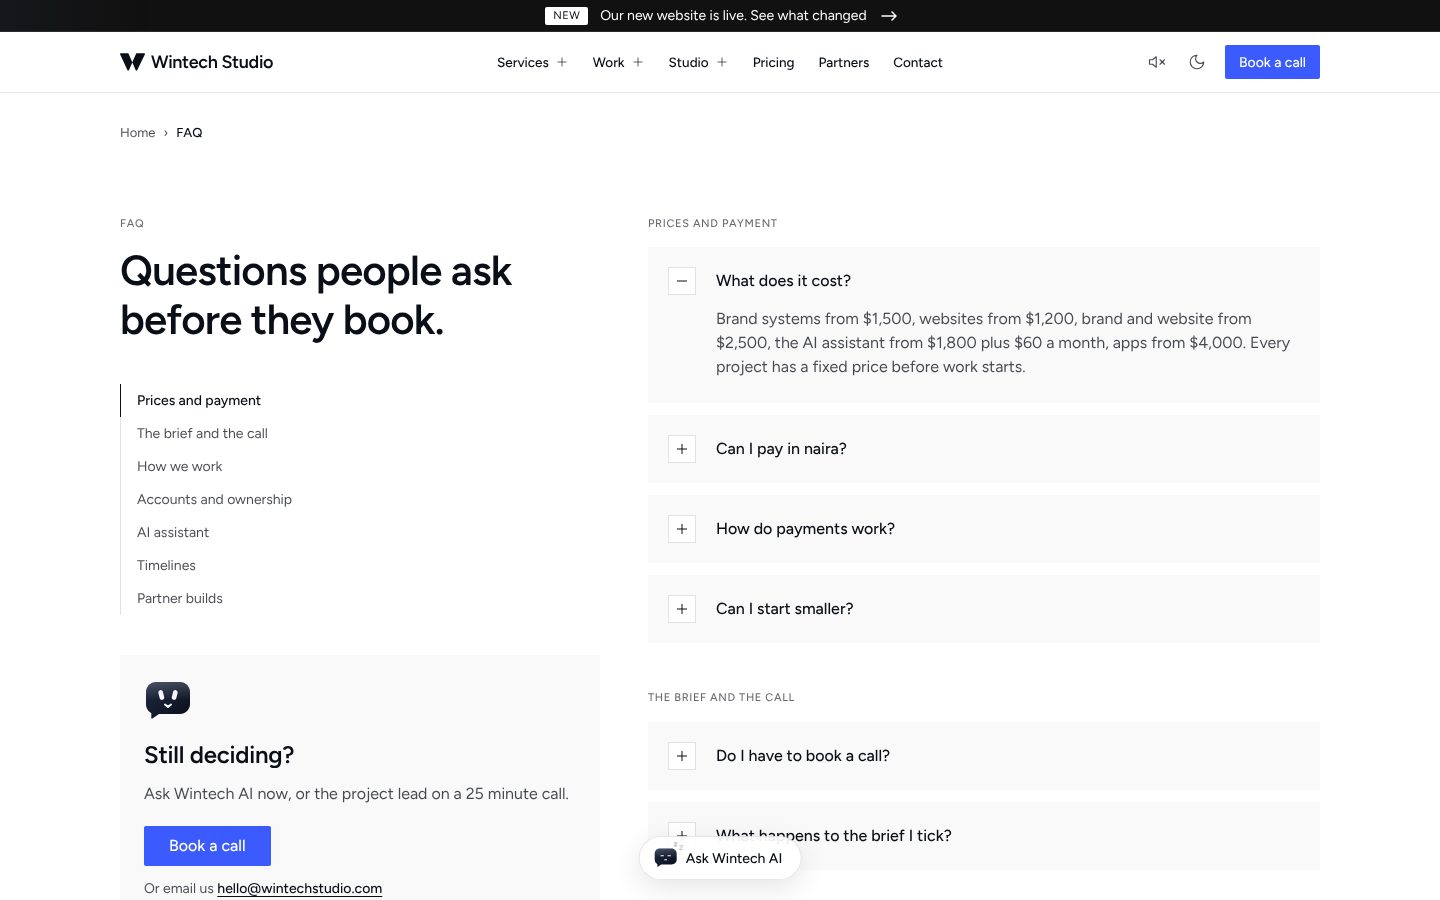 NEW Our new website is live. See what changed
Wintech Studio
Services
Work
Studio
Pricing
Partners
Contact
Book a call
Home › FAQ
FAQ
Questions people ask
before they book.
Prices and payment
The brief and the call
How we work
Accounts and ownership
AI assistant
Timelines
Partner builds
Still deciding?
Ask Wintech AI now, or the project lead on a 25 minute call.
Book a call
Or email us hello@wintechstudio.com
PRICES AND PAYMENT
What does it cost?
Brand systems from $1,500, websites from $1,200, brand and website from
$2,500, the AI assistant from $1,800 plus $60 a month, apps from $4,000. Every
project has a fixed price before work starts.
Can I pay in naira?
How do payments work?
Can I start smaller?
THE BRIEF AND THE CALL
Do I have to book a call?
What happens to the brief I tick?
Ask Wintech AI